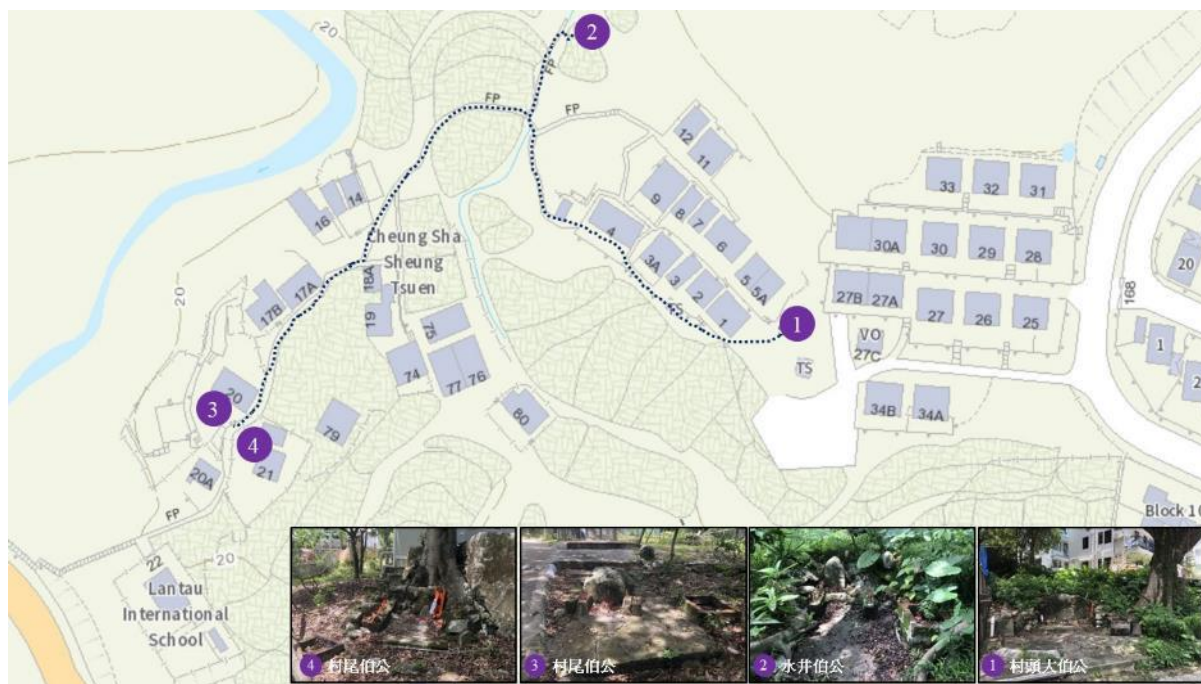 20
2
FP
FP
FP
12
11
33
32
31
14
16
9
8
7
6
4
30A
30
29
28
20
Cheung Sha
Sheung
Tsuen
3A
3
2
1
5
5A
18A
17A
17B
19
27B
27A
27
26
25
168
1
1
20
75
VO
27C
TS
74
77
76
34B
34A
20
3
4
60
79
21
20A
FP
Block 10
22
20
Lantau
International
School
4 村尾伯公
3 村尾伯公
2 水井伯公
1 村頭大伯公